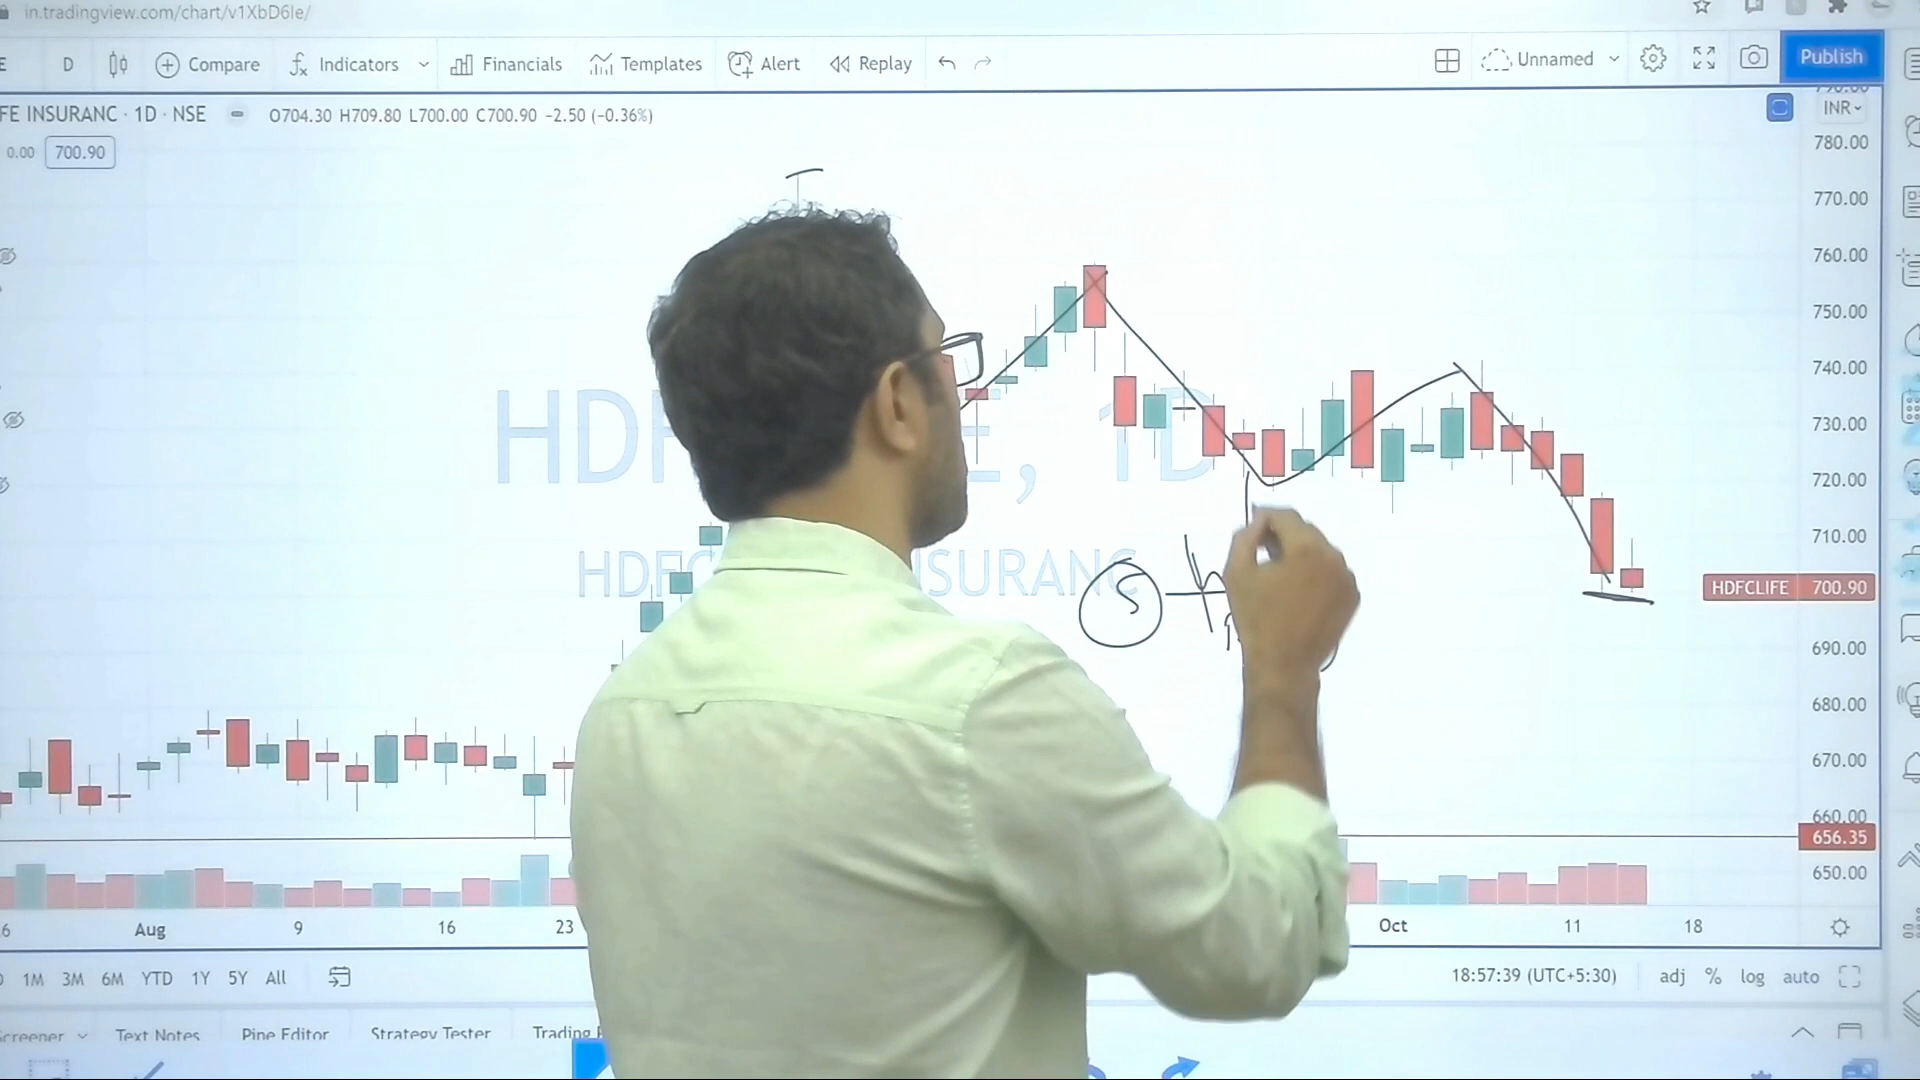 in.tradingview.com/chart/v1XbD6Ie/
E D Compare Indicators Financials Templates Alert Replay Unnamed Publish
FE INSURANC · 1D · NSE O704.30 H709.80 L700.00 C700.90 −2.50 (−0.36%)
INR
0.00 700.90
780.00
770.00
760.00
750.00
740.00
730.00
720.00
710.00
HDFCLIFE 700.90
690.00
680.00
670.00
660.00
656.35
650.00
HDF E, 1D
HDFC INSURANC
S
6 Aug 9 16 23 Oct 11 18
1M 3M 6M YTD 1Y 5Y All 18:57:39 (UTC+5:30) adj % log auto
creener Text Notes Pine Editor Strategy Tester Trading P